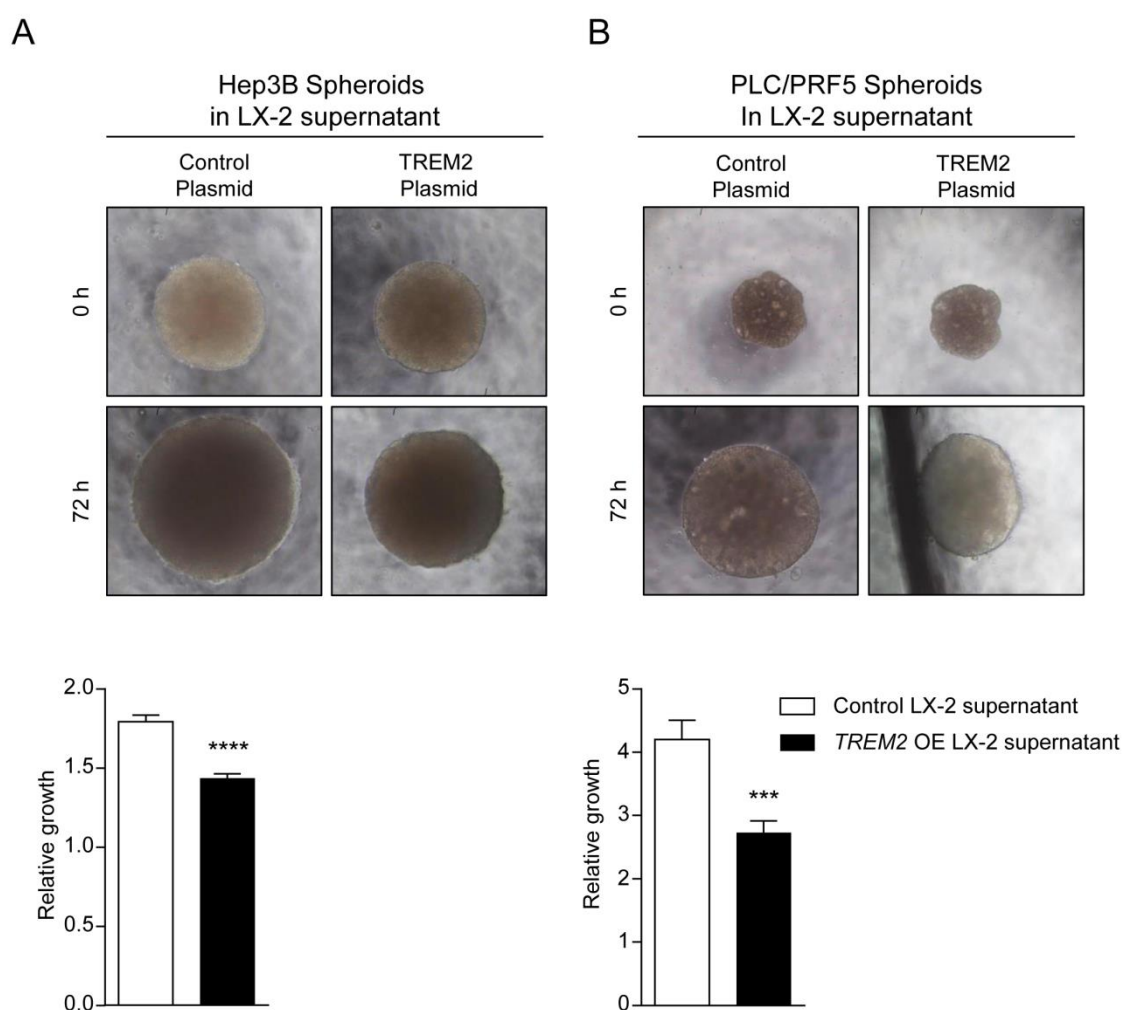 A
Hep3B Spheroids
in LX-2 supernatant
Control
Plasmid
TREM2
Plasmid
0 h
72 h
2.0
1.5
1.0
0.5
0.0
Relative growth
****
B
PLC/PRF5 Spheroids
In LX-2 supernatant
Control
Plasmid
TREM2
Plasmid
0 h
72 h
5
4
3
2
1
0
Relative growth
***
Control LX-2 supernatant
TREM2 OE LX-2 supernatant